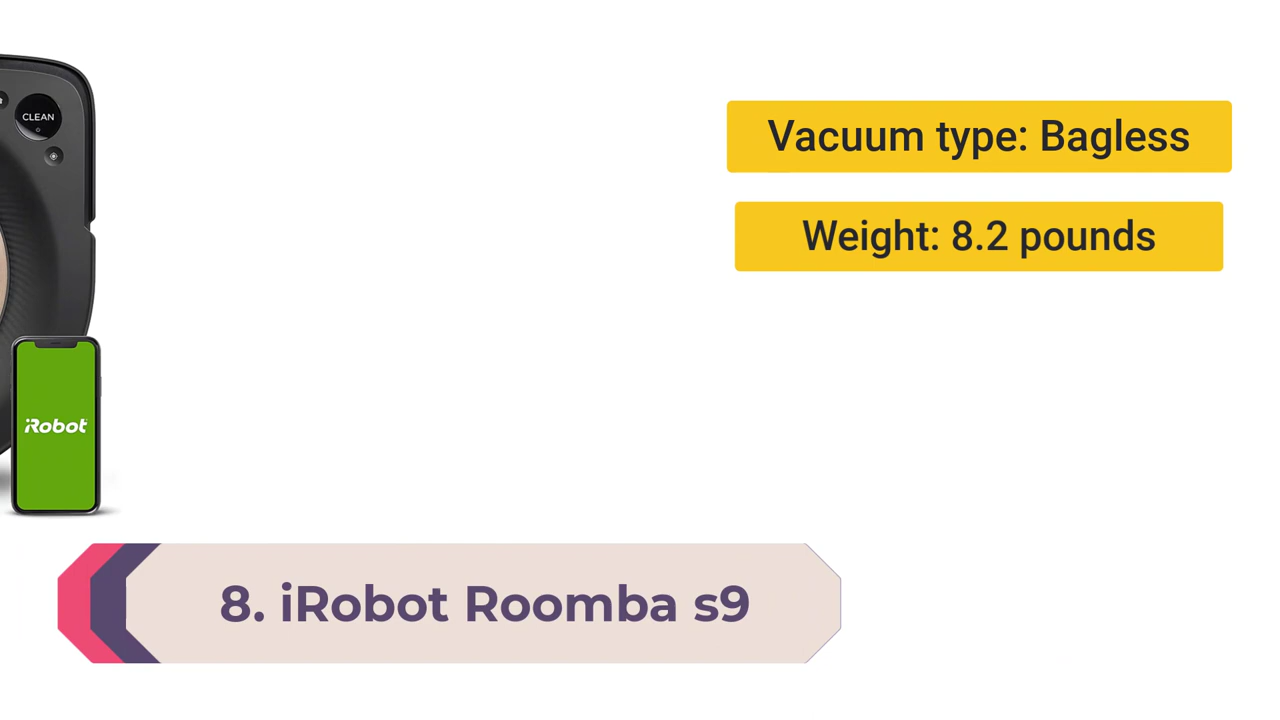 CLEAN
Vacuum type: Bagless
Weight: 8.2 pounds
iRobot
8. iRobot Roomba s9